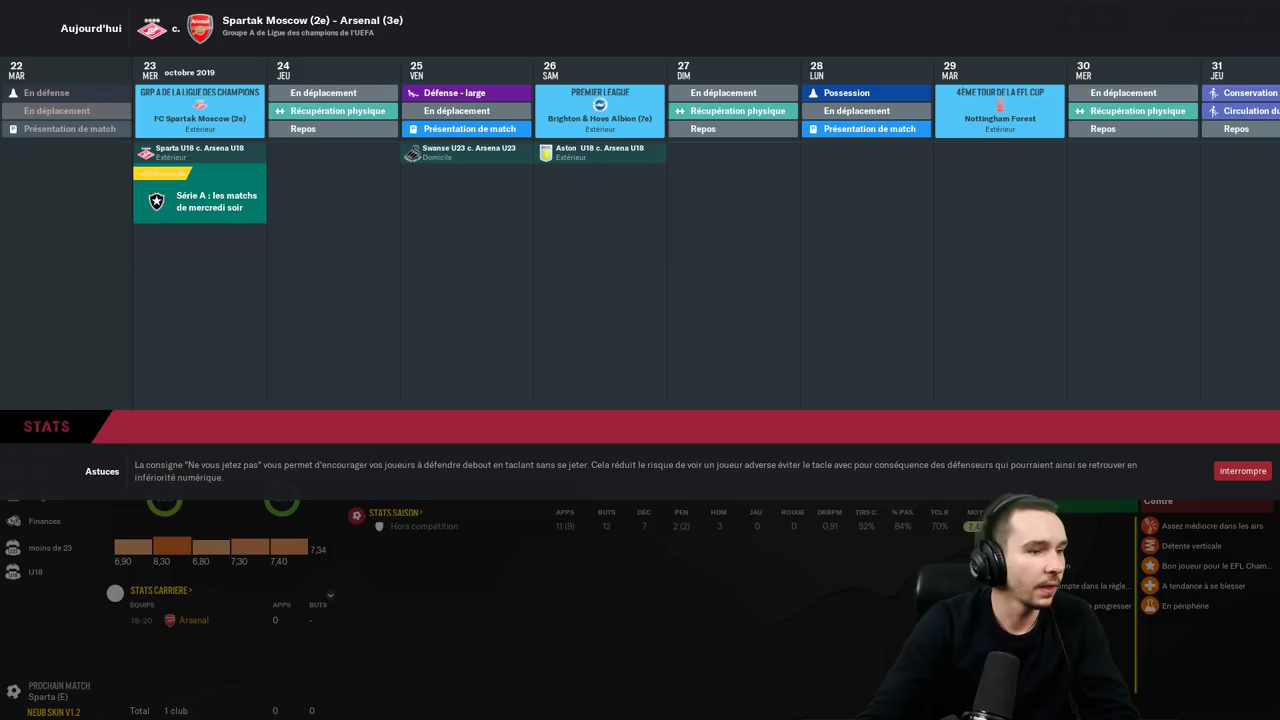 Aujourd'hui
c.
Spartak Moscow (2e) - Arsenal (3e)
Groupe A de Ligue des champions de l'UEFA
22
MAR
23
MER octobre 2019
24
JEU
25
VEN
26
SAM
27
DIM
28
LUN
29
MAR
30
MER
31
JEU
En défense
En déplacement
Présentation de match
GRP A DE LA LIGUE DES CHAMPIONS
FC Spartak Moscow (2e)
Extérieur
En déplacement
Récupération physique
Repos
Défense - large
En déplacement
Présentation de match
PREMIER LEAGUE
Brighton & Hove Albion (7e)
Extérieur
En déplacement
Récupération physique
Repos
Possession
En déplacement
Présentation de match
4ÈME TOUR DE LA EFL CUP
Nottingham Forest
Extérieur
En déplacement
Récupération physique
Repos
Conservation
Circulation du
Repos
Sparta U18 c. Arsena U18
Extérieur
Swanse U23 c. Arsena U23
Domicile
Aston U18 c. Arsena U18
Extérieur
Série A : les matchs
de mercredi soir
STATS
Astuces
La consigne "Ne vous jetez pas" vous permet d'encourager vos joueurs à défendre debout en taclant sans se jeter. Cela réduit le risque de voir un joueur adverse éviter le tacle avec pour conséquence des défenseurs qui pourraient ainsi se retrouver en
infériorité numérique.
interrompre
Finances
moins de 23
U18
6,90 8,30 6,80 7,30 7,40
7,34
STATS SAISON >
APPS BUTS DÉC PEN HDM JAU ROUGE DRBPM TIRS C. % PAS. TCL R
Hors compétition 11 (9) 12 7 2 (2) 3 0 0 0,91 52% 84% 70%
STATS CARRIÈRE >
ÉQUIPE APPS BUTS
18-20 Arsenal 0 -
Total 1 club 0 0
Contre
Assez médiocre dans les airs
Détente verticale
Bon joueur pour le EFL Cham...
A tendance à se blesser
En périphérie
ompte dans la règle...
progresser
PROCHAIN MATCH
Sparta (E)
NEUB SKIN V1.2